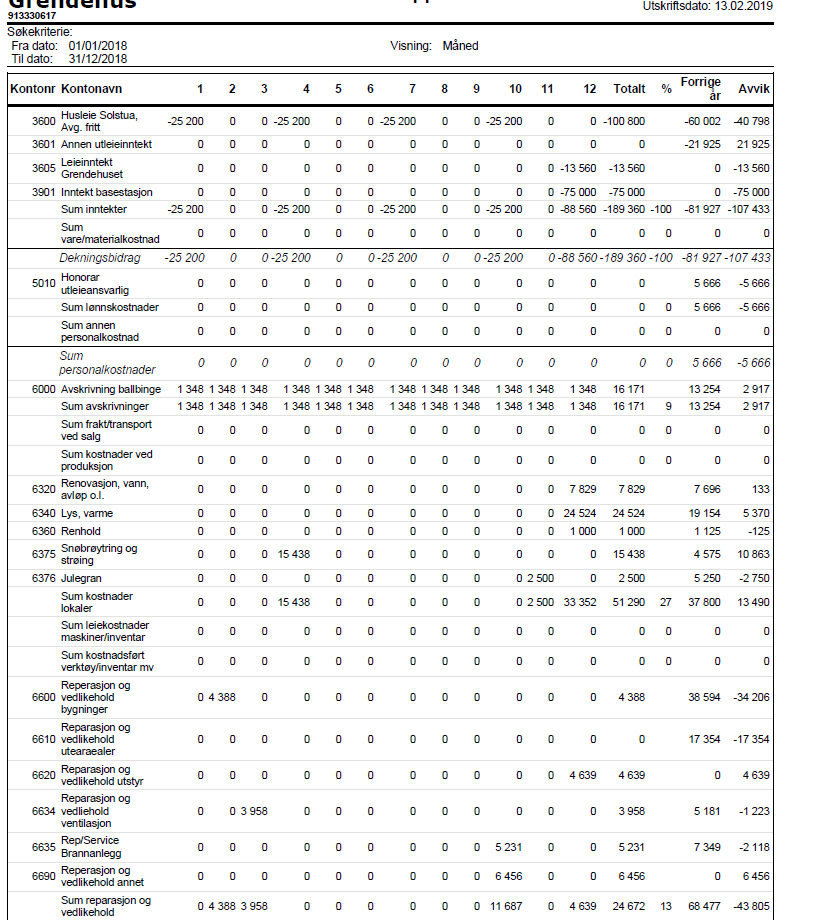 Grendehus
913330617
Utskriftsdato: 13.02.2019
Søkekriterie:
Fra dato: 01/01/2018 Visning: Måned
Til dato: 31/12/2018
Kontonr Kontonavn 1 2 3 4 5 6 7 8 9 10 11 12 Totalt % Forrige år Avvik
3600 Husleie Solstua, Avg. fritt -25 200 0 0 -25 200 0 0 -25 200 0 0 -25 200 0 0 -100 800 -60 002 -40 798
3601 Annen utleieinntekt 0 0 0 0 0 0 0 0 0 0 0 0 0 -21 925 21 925
3605 Leieinntekt Grendehuset 0 0 0 0 0 0 0 0 0 0 0 -13 560 -13 560 0 -13 560
3901 Inntekt basestasjon 0 0 0 0 0 0 0 0 0 0 0 -75 000 -75 000 0 -75 000
Sum inntekter -25 200 0 0 -25 200 0 0 -25 200 0 0 -25 200 0 -88 560 -189 360 -100 -81 927 -107 433
Sum vare/materialkostnad 0 0 0 0 0 0 0 0 0 0 0 0 0 0 0 0
Dekningsbidrag -25 200 0 0 -25 200 0 0 -25 200 0 0 -25 200 0 -88 560 -189 360 -100 -81 927 -107 433
5010 Honorar utleieansvarlig 0 0 0 0 0 0 0 0 0 0 0 0 0 5 666 -5 666
Sum lønnskostnader 0 0 0 0 0 0 0 0 0 0 0 0 0 0 5 666 -5 666
Sum annen personalkostnad 0 0 0 0 0 0 0 0 0 0 0 0 0 0 0 0
Sum personalkostnader 0 0 0 0 0 0 0 0 0 0 0 0 0 0 5 666 -5 666
6000 Avskrivning ballbinge 1 348 1 348 1 348 1 348 1 348 1 348 1 348 1 348 1 348 1 348 1 348 1 348 16 171 13 254 2 917
Sum avskrivninger 1 348 1 348 1 348 1 348 1 348 1 348 1 348 1 348 1 348 1 348 1 348 1 348 16 171 9 13 254 2 917
Sum frakt/transport ved salg 0 0 0 0 0 0 0 0 0 0 0 0 0 0 0 0
Sum kostnader ved produksjon 0 0 0 0 0 0 0 0 0 0 0 0 0 0 0 0
6320 Renovasjon, vann, avløp o.l. 0 0 0 0 0 0 0 0 0 0 0 7 829 7 829 7 696 133
6340 Lys, varme 0 0 0 0 0 0 0 0 0 0 0 24 524 24 524 19 154 5 370
6360 Renhold 0 0 0 0 0 0 0 0 0 0 0 1 000 1 000 1 125 -125
6375 Snøbrøytring og strøing 0 0 0 15 438 0 0 0 0 0 0 0 0 15 438 4 575 10 863
6376 Julegran 0 0 0 0 0 0 0 0 0 0 2 500 0 2 500 5 250 -2 750
Sum kostnader lokaler 0 0 0 15 438 0 0 0 0 0 0 2 500 33 352 51 290 27 37 800 13 490
Sum leiekostnader maskiner/inventar 0 0 0 0 0 0 0 0 0 0 0 0 0 0 0 0
Sum kostnadsført verktøy/inventar mv 0 0 0 0 0 0 0 0 0 0 0 0 0 0 0 0
6600 Reperasjon og vedlikehold bygninger 0 4 388 0 0 0 0 0 0 0 0 0 0 4 388 38 594 -34 206
6610 Reparasjon og vedlikehold utearaealer 0 0 0 0 0 0 0 0 0 0 0 0 0 17 354 -17 354
6620 Reparasjon og vedlikehold utstyr 0 0 0 0 0 0 0 0 0 0 0 4 639 4 639 0 4 639
6634 Reparasjon og vedliehold ventilasjon 0 0 3 958 0 0 0 0 0 0 0 0 0 3 958 5 181 -1 223
6635 Rep/Service Brannanlegg 0 0 0 0 0 0 0 0 0 5 231 0 0 5 231 7 349 -2 118
6690 Reperasjon og vedlikehold annet 0 0 0 0 0 0 0 0 0 6 456 0 0 6 456 0 6 456
Sum reparasjon og vedlikehold 0 4 388 3 958 0 0 0 0 0 0 11 687 0 4 639 24 672 13 68 477 -43 805